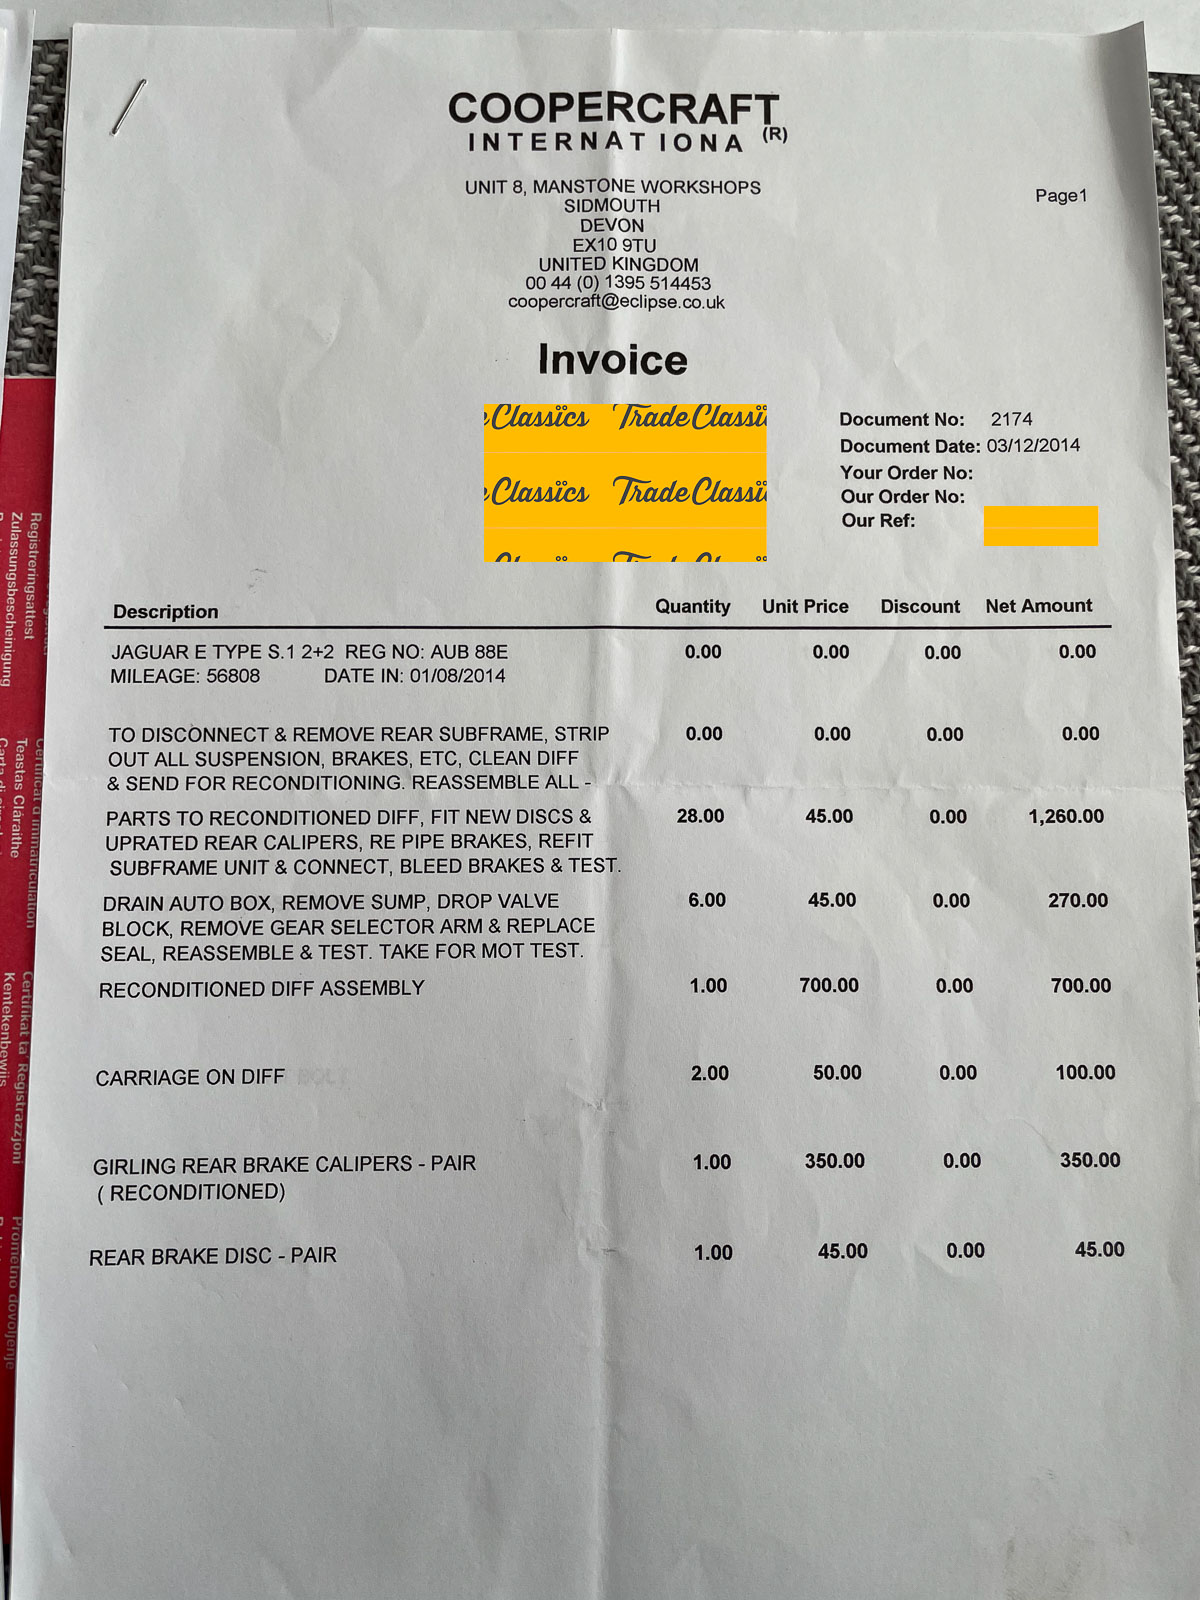 COOPERCRAFT
INTERNATIONA (R)
UNIT 8, MANSTONE WORKSHOPS
SIDMOUTH
DEVON
EX10 9TU
UNITED KINGDOM
00 44 (0) 1395 514453
coopercraft@eclipse.co.uk
Page1
Invoice
Classics Trade Classi
Classics Trade Classi
Document No: 2174
Document Date: 03/12/2014
Your Order No:
Our Order No:
Our Ref:
Description Quantity Unit Price Discount Net Amount
JAGUAR E TYPE S.1 2+2 REG NO: AUB 88E 0.00 0.00 0.00 0.00
MILEAGE: 56808 DATE IN: 01/08/2014
TO DISCONNECT & REMOVE REAR SUBFRAME, STRIP 0.00 0.00 0.00 0.00
OUT ALL SUSPENSION, BRAKES, ETC, CLEAN DIFF
& SEND FOR RECONDITIONING. REASSEMBLE ALL -
PARTS TO RECONDITIONED DIFF, FIT NEW DISCS & 28.00 45.00 0.00 1,260.00
UPRATED REAR CALIPERS, RE PIPE BRAKES, REFIT
SUBFRAME UNIT & CONNECT, BLEED BRAKES & TEST.
DRAIN AUTO BOX, REMOVE SUMP, DROP VALVE 6.00 45.00 0.00 270.00
BLOCK, REMOVE GEAR SELECTOR ARM & REPLACE
SEAL, REASSEMBLE & TEST. TAKE FOR MOT TEST.
RECONDITIONED DIFF ASSEMBLY 1.00 700.00 0.00 700.00
CARRIAGE ON DIFF 2.00 50.00 0.00 100.00
GIRLING REAR BRAKE CALIPERS - PAIR 1.00 350.00 0.00 350.00
( RECONDITIONED)
REAR BRAKE DISC - PAIR 1.00 45.00 0.00 45.00
Registreringsattest
Zulassungsbescheinigung
Certificat d'immatriculation
Teastas Cláraithe
Certifikat ta' Registrazzjoni
Kentekenbewijs
Prometno dovoljenje